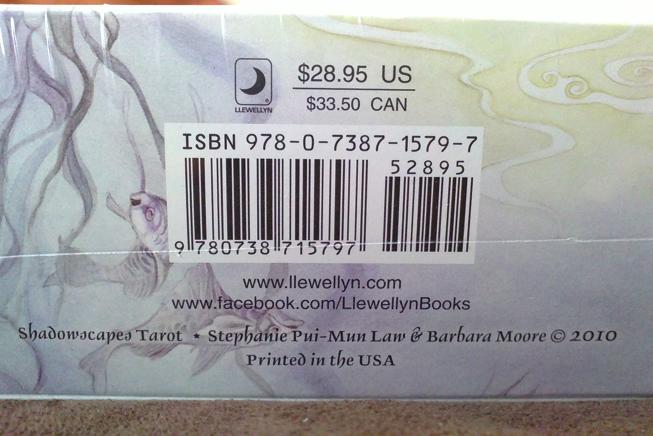 $28.95 US
LLEWELLYN
$33.50 CAN
ISBN 978-0-7387-1579-7
52895
9 780738 715797
www.llewellyn.com
www.facebook.com/LlewellynBooks
Shadowscapes Tarot ★ Stephanie Pui-Mun Law & Barbara Moore © 2010
Printed in the USA